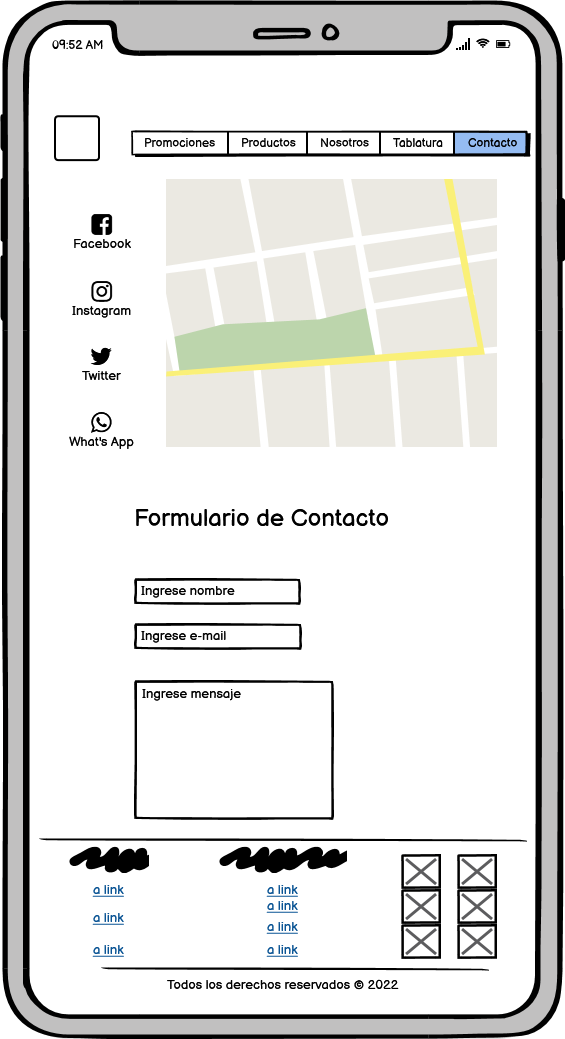 09:52 AM
Promociones Productos Nosotros Tablatura Contacto
Facebook
Instagram
Twitter
What's App
Formulario de Contacto
Ingrese nombre
Ingrese e-mail
Ingrese mensaje
a link a link
a link
a link a link
a link a link
Todos los derechos reservados © 2022